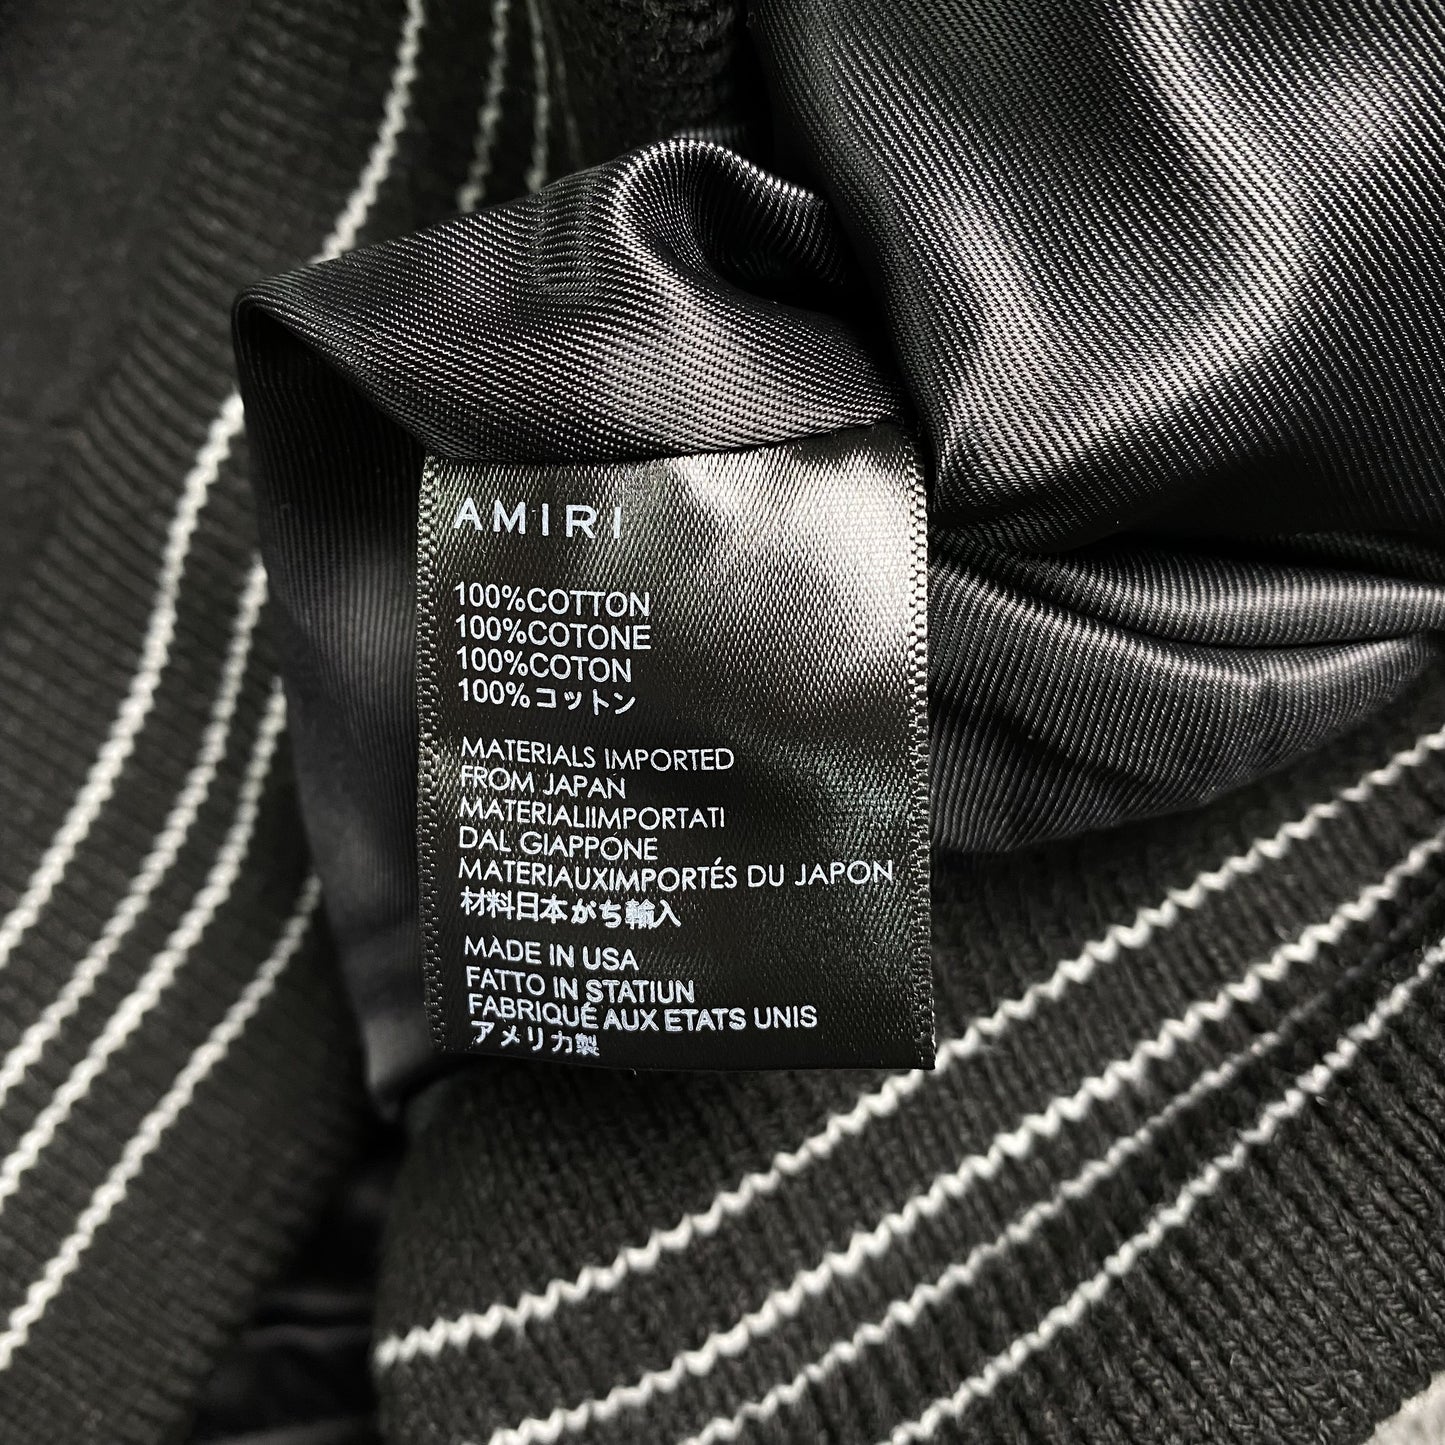 AMIRI
100%COTTON
100%COTONE
100%COTON
100%コットン
MATERIALS IMPORTED
FROM JAPAN
MATERIALIIMPORTATI
DAL GIAPPONE
MATERIAUXIMPORTÉS DU JAPON
材料日本がち輸入
MADE IN USA
FATTO IN STATIUN
FABRIQUÉ AUX ETATS UNIS
アメリカ製